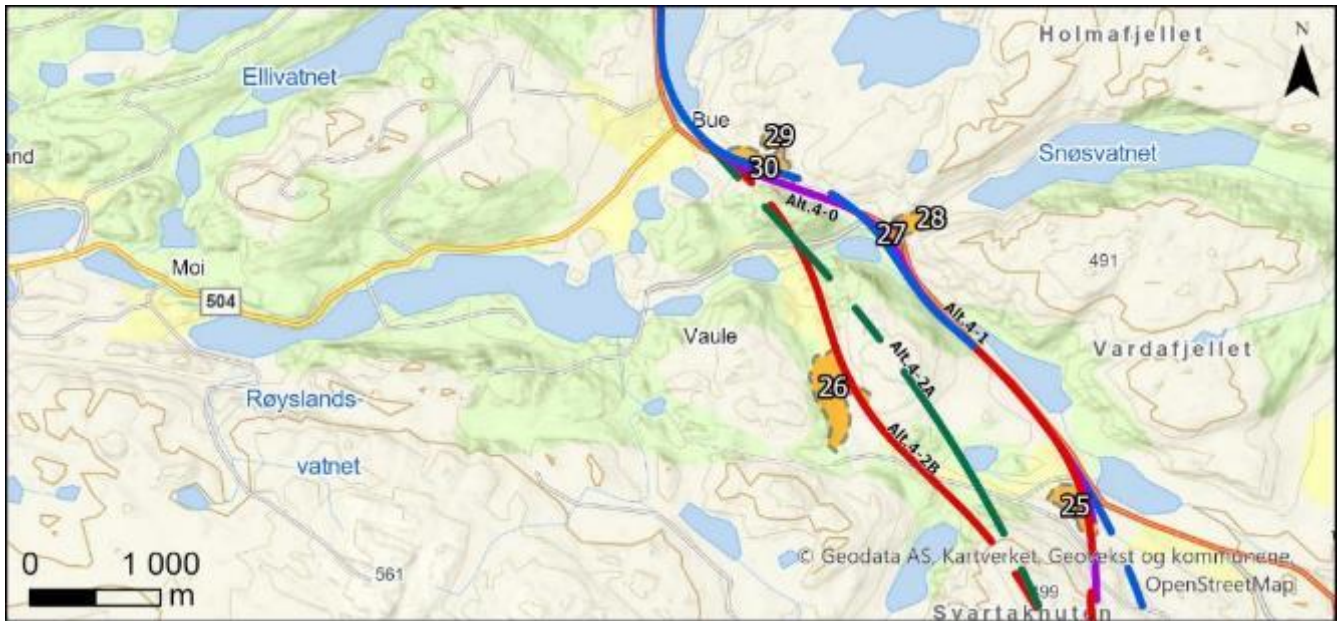 Holmafjellet
N
Ellivatnet
Bue
29
and
30
Snøsvatnet
Alt.4-0
28
27
Moi
504
491
Vaule
Alt.4-1
Vardafjellet
Alt.4-2A
26
Røyslands-
Alt.4-2B
vatnet
25
0 1 000
m
© Geodata AS, Kartverket, Geovekst og kommunene,
OpenStreetMap
561
Svartaknuten